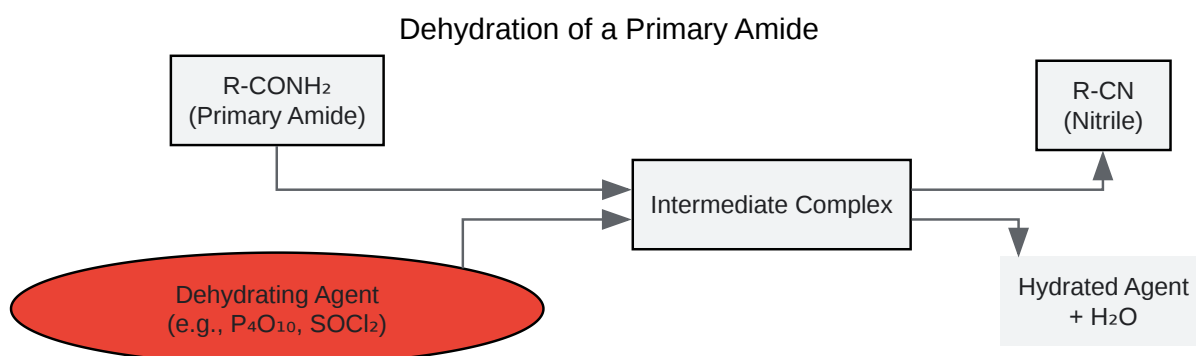 Dehydration of a Primary Amide
R-CONH₂
(Primary Amide)
R-CN
(Nitrile)
Intermediate Complex
Dehydrating Agent
(e.g., P₄O₁₀, SOCl₂)
Hydrated Agent
+ H₂O